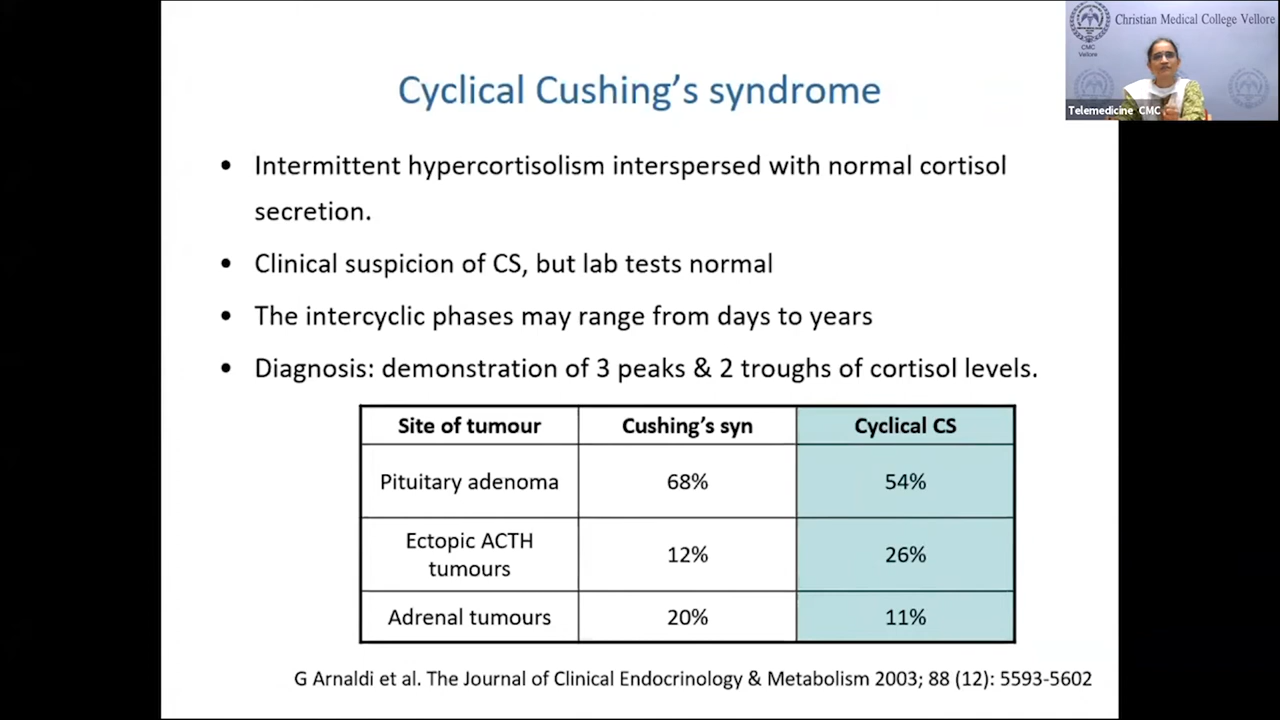 Christian Medical College Vellore
CMC
Vellore
Telemedicine CMC
Cyclical Cushing's syndrome
• Intermittent hypercortisolism interspersed with normal cortisol
secretion.
• Clinical suspicion of CS, but lab tests normal
• The intercyclic phases may range from days to years
• Diagnosis: demonstration of 3 peaks & 2 troughs of cortisol levels.
Site of tumour Cushing's syn Cyclical CS
Pituitary adenoma 68% 54%
Ectopic ACTH
tumours 12% 26%
Adrenal tumours 20% 11%
G Arnaldi et al. The Journal of Clinical Endocrinology & Metabolism 2003; 88 (12): 5593-5602